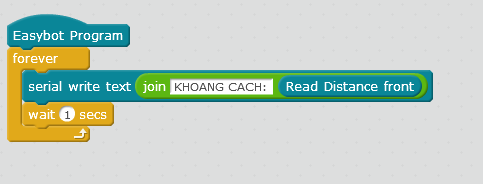 Easybot Program
forever
serial write text join KHOANG CACH: Read Distance front
wait 1 secs